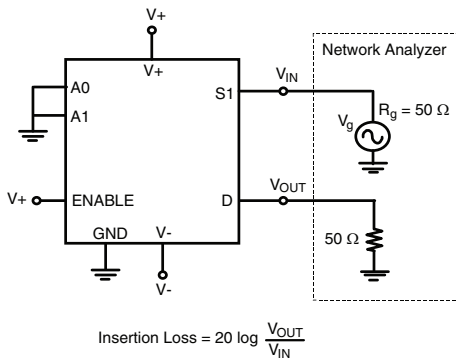 V+
Network Analyzer
V+
A0
A1
S1
V_IN
V_g
R_g = 50 Ω
V+
ENABLE
D
V_OUT
50 Ω
GND
V-
V-
Insertion Loss = 20 log V_OUT / V_IN